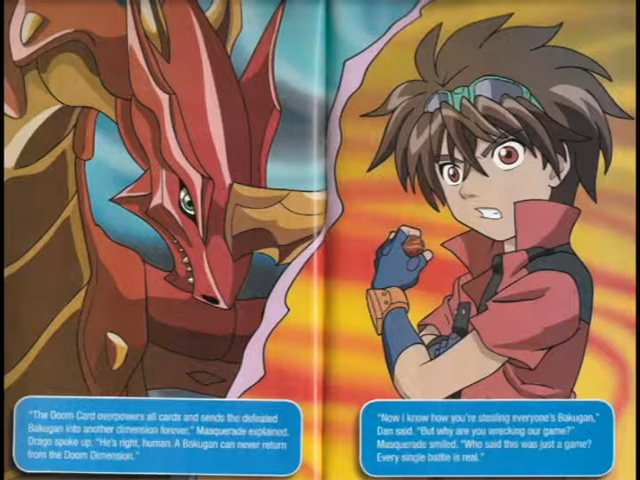 "The Doom Card overpowers all cards and sends the defeated
Bakugan into another dimension forever," Masquerade explained.
Drago spoke up. "He's right, human. A Bakugan can never return
from the Doom Dimension."
"Now I know how you're stealing everyone's Bakugan,"
Dan said. "But why are you wrecking our game?"
Masquerade smiled. "Who said this was just a game?
Every single battle is real."